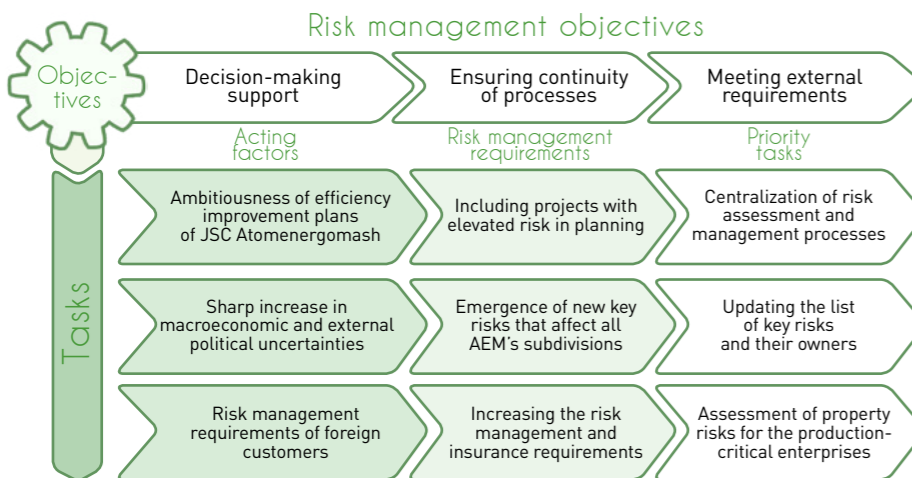 Risk management objectives
Objec-
tives
Decision-making
support
Ensuring continuity
of processes
Meeting external
requirements
Acting
factors
Risk management
requirements
Priority
tasks
Tasks
Ambitiousness of efficiency
improvement plans
of JSC Atomenergomash
Including projects with
elevated risk in planning
Centralization of risk
assessment and
management processes
Sharp increase in
macroeconomic and external
political uncertainties
Emergence of new key
risks that affect all
AEM's subdivisions
Updating the list
of key risks
and their owners
Risk management
requirements of foreign
customers
Increasing the risk
management and
insurance requirements
Assessment of property
risks for the production-
critical enterprises